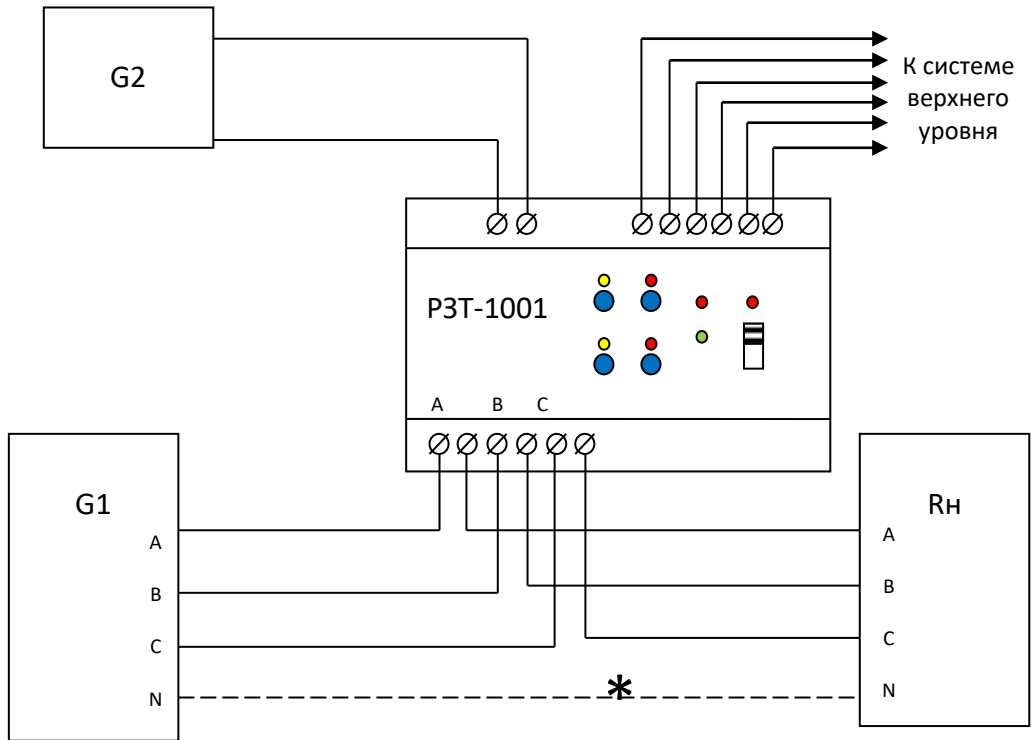 G2
К системе
верхнего
уровня
РЗТ-1001
A B C
G1
Rн
A
B
C
N
A
B
C
N
*